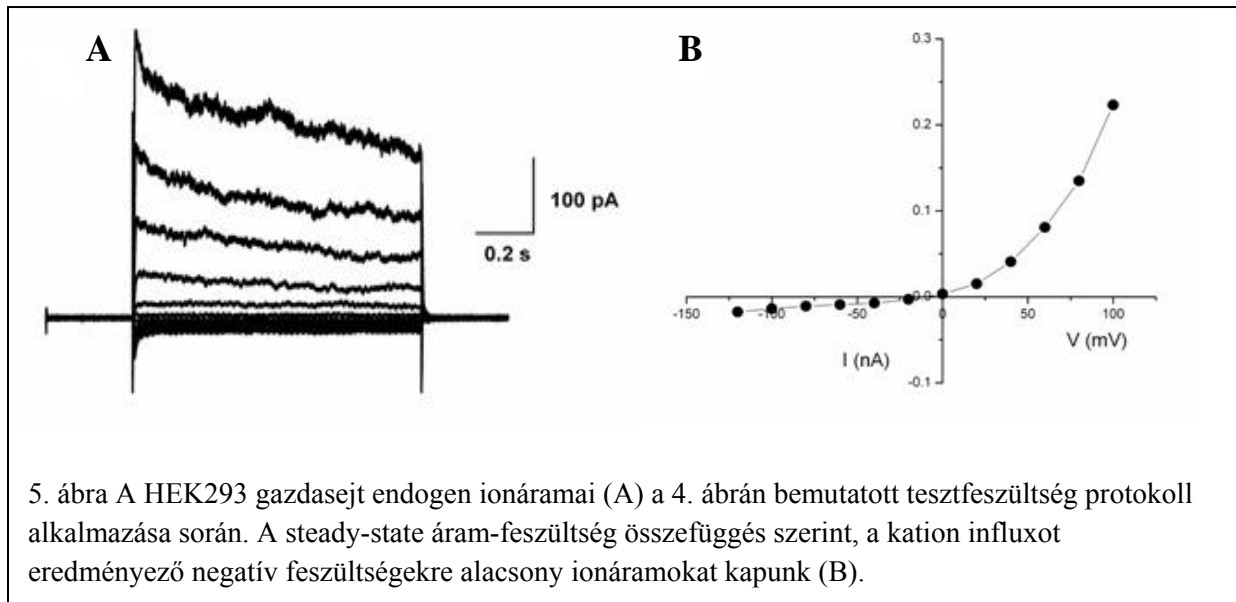 A
100 pA
0.2 s
B
0.3
0.2
0.1
0.0
-0.1
-150
-100
-50
0
50
100
V (mV)
I (nA)
5. ábra A HEK293 gazdasejt endogen ionáramai (A) a 4. ábrán bemutatott tesztfeszültség protokoll
alkalmazása során. A steady-state áram-feszültség összefüggés szerint, a kation influxot
eredményező negatív feszültségekre alacsony ionáramokat kapunk (B).